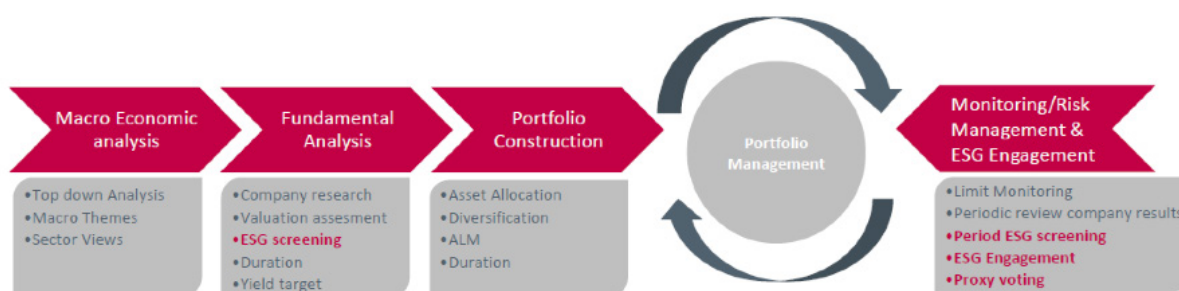 Macro Economic
analysis
•Top down Analysis
•Macro Themes
•Sector Views
Fundamental
Analysis
•Company research
•Valuation assesment
•ESG screening
•Duration
•Yield target
Portfolio
Construction
•Asset Allocation
•Diversification
•ALM
•Duration
Portfolio
Management
Monitoring/Risk
Management &
ESG Engagement
•Limit Monitoring
•Periodic review company results
•Period ESG screening
•ESG Engagement
•Proxy voting